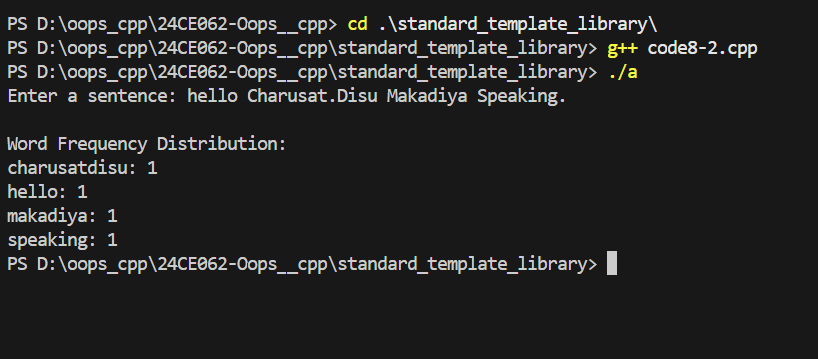 PS D:\oops_cpp\24CE062-Oops__cpp> cd .\standard_template_library\
PS D:\oops_cpp\24CE062-Oops__cpp\standard_template_library> g++ code8-2.cpp
PS D:\oops_cpp\24CE062-Oops__cpp\standard_template_library> ./a
Enter a sentence: hello Charusat.Disu Makadiya Speaking.
Word Frequency Distribution:
charusatdisu: 1
hello: 1
makadiya: 1
speaking: 1
PS D:\oops_cpp\24CE062-Oops__cpp\standard_template_library>